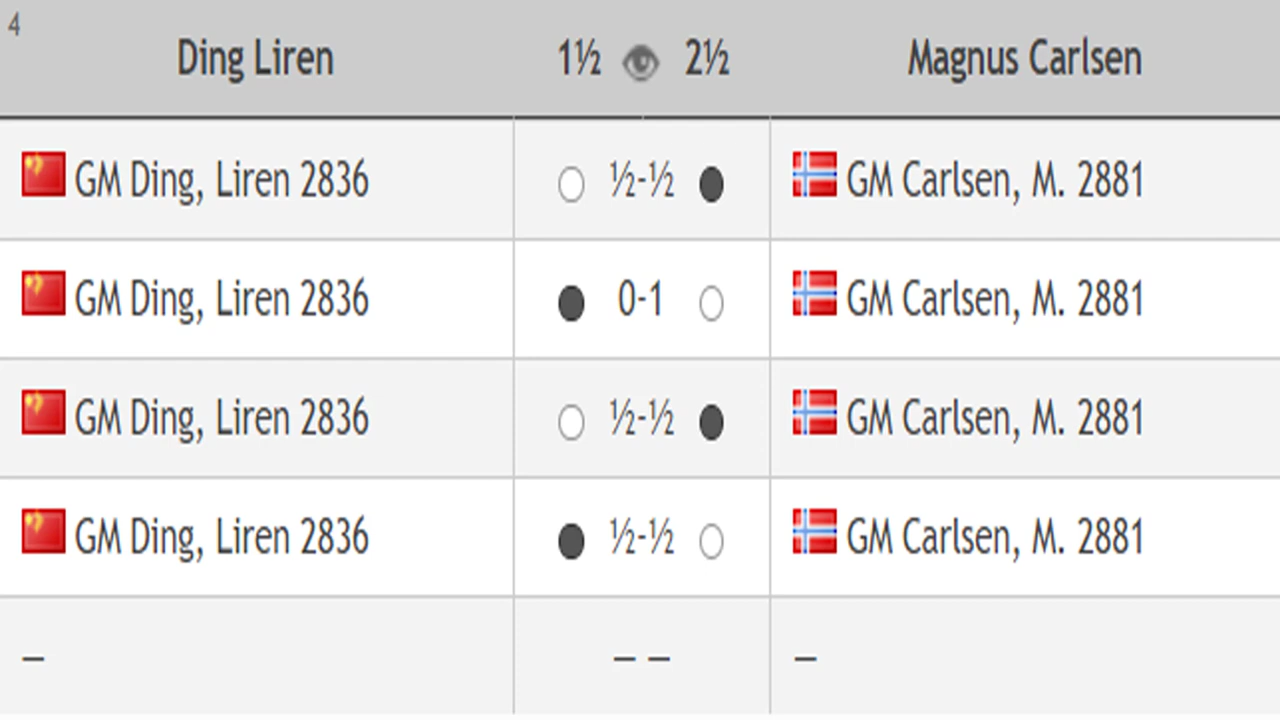 4
Ding Liren 1½ 2½ Magnus Carlsen
GM Ding, Liren 2836 ½-½ GM Carlsen, M. 2881
GM Ding, Liren 2836 0-1 GM Carlsen, M. 2881
GM Ding, Liren 2836 ½-½ GM Carlsen, M. 2881
GM Ding, Liren 2836 ½-½ GM Carlsen, M. 2881
– – – –